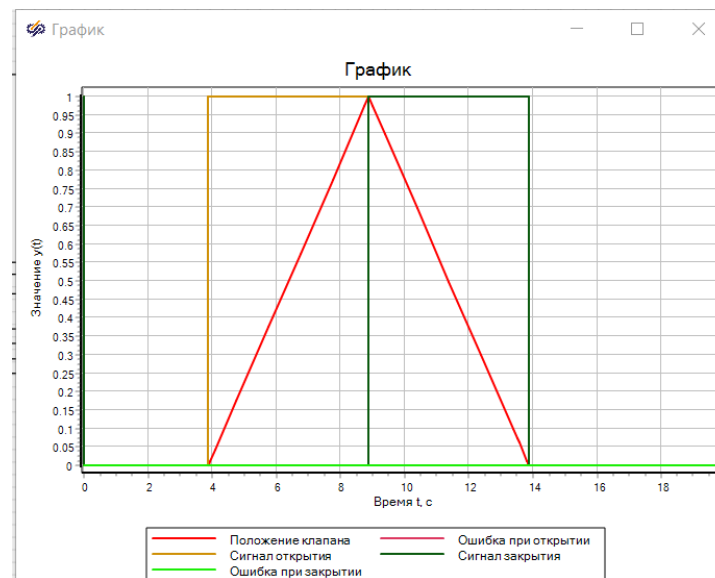 График
График
1
0.95
0.9
0.85
0.8
0.75
0.7
0.65
0.6
0.55
0.5
0.45
0.4
0.35
0.3
0.25
0.2
0.15
0.1
0.05
0
Значение y(t)
0 2 4 6 8 10 12 14 16 18
Время t, с
Положение клапана Ошибка при открытии
Сигнал открытия Сигнал закрытия
Ошибка при закрытии